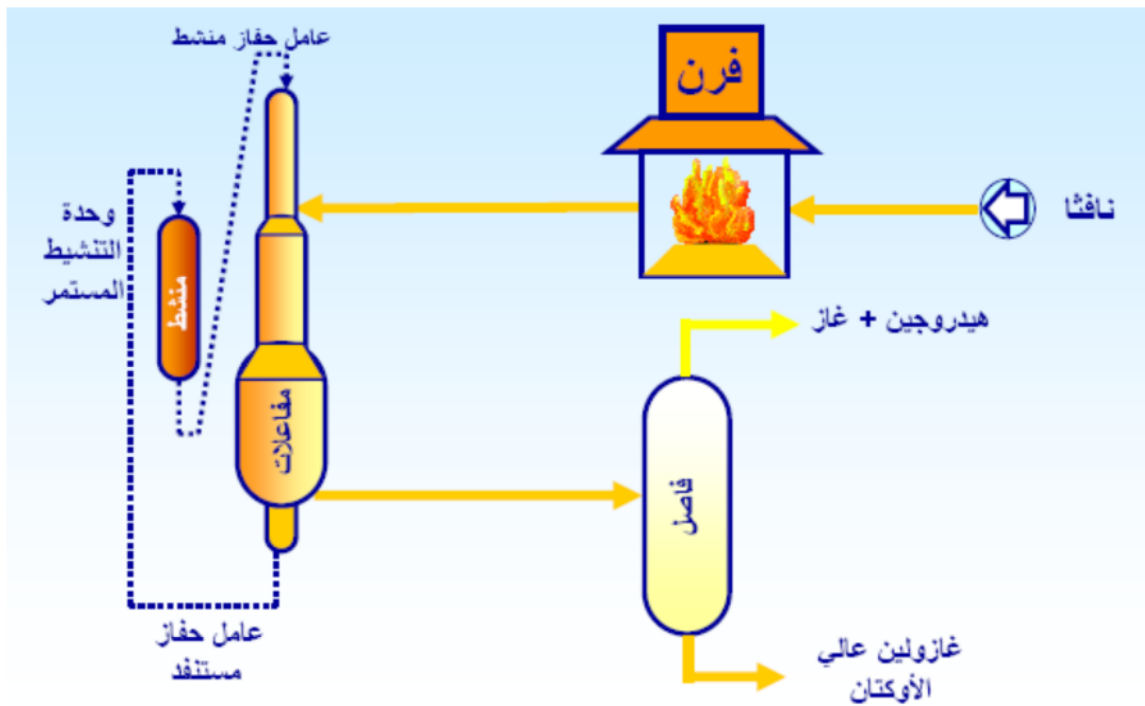 عامل حفاز منشط
فرن
نافثا
وحدة
التنشيط
المستمر
منشط
مفاعلات
هيدروجين + غاز
فاصل
عامل حفاز
مستنفد
غازولين عالي
الأوكتان